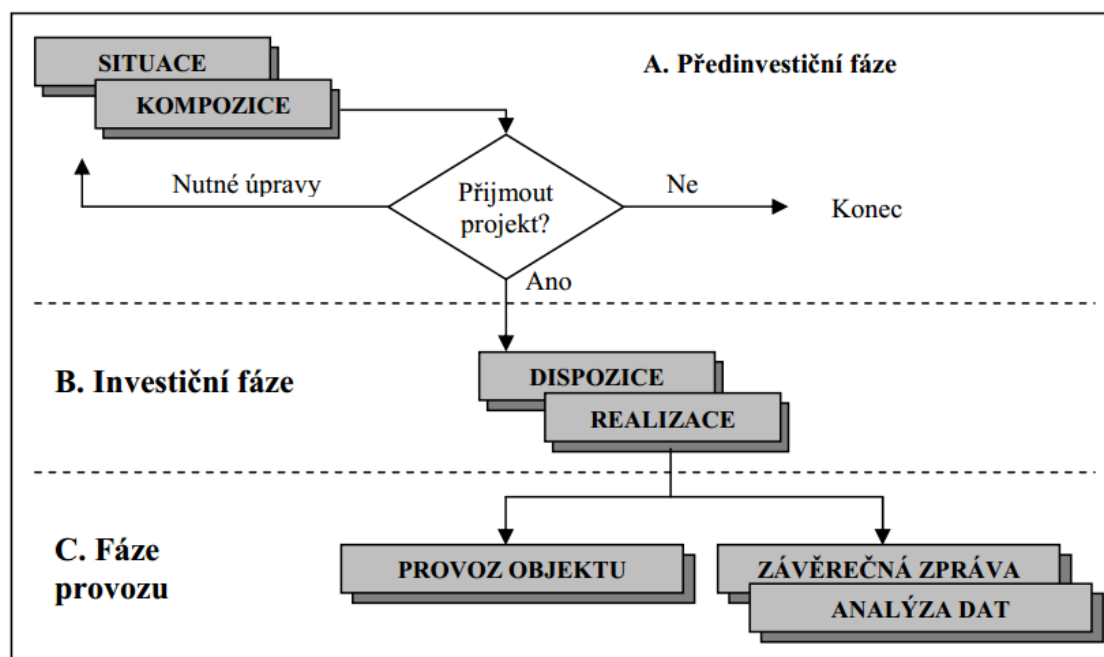 SITUACE
A. Předinvestiční fáze
KOMPOZICE
Nutné úpravy
Přijmout
projekt?
Ne
Konec
Ano
B. Investiční fáze
DISPOZICE
REALIZACE
C. Fáze
provozu
PROVOZ OBJEKTU
ZÁVĚREČNÁ ZPRÁVA
ANALÝZA DAT